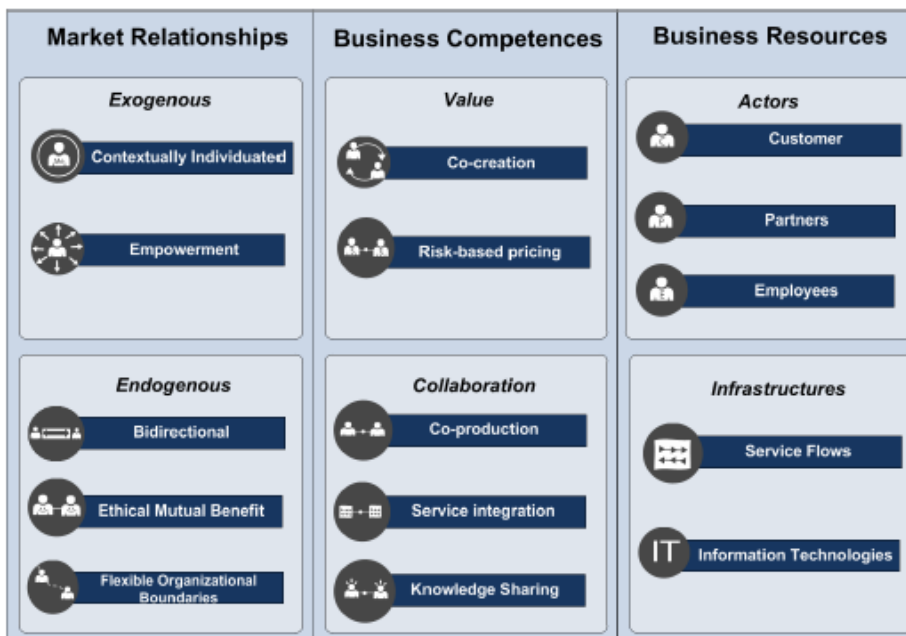 Market Relationships
Exogenous
Contextually Individuated
Empowerment
Endogenous
Bidirectional
Ethical Mutual Benefit
Flexible Organizational
Boundaries
Business Competences
Value
Co-creation
Risk-based pricing
Collaboration
Co-production
Service integration
Knowledge Sharing
Business Resources
Actors
Customer
Partners
Employees
Infrastructures
Service Flows
IT
Information Technologies